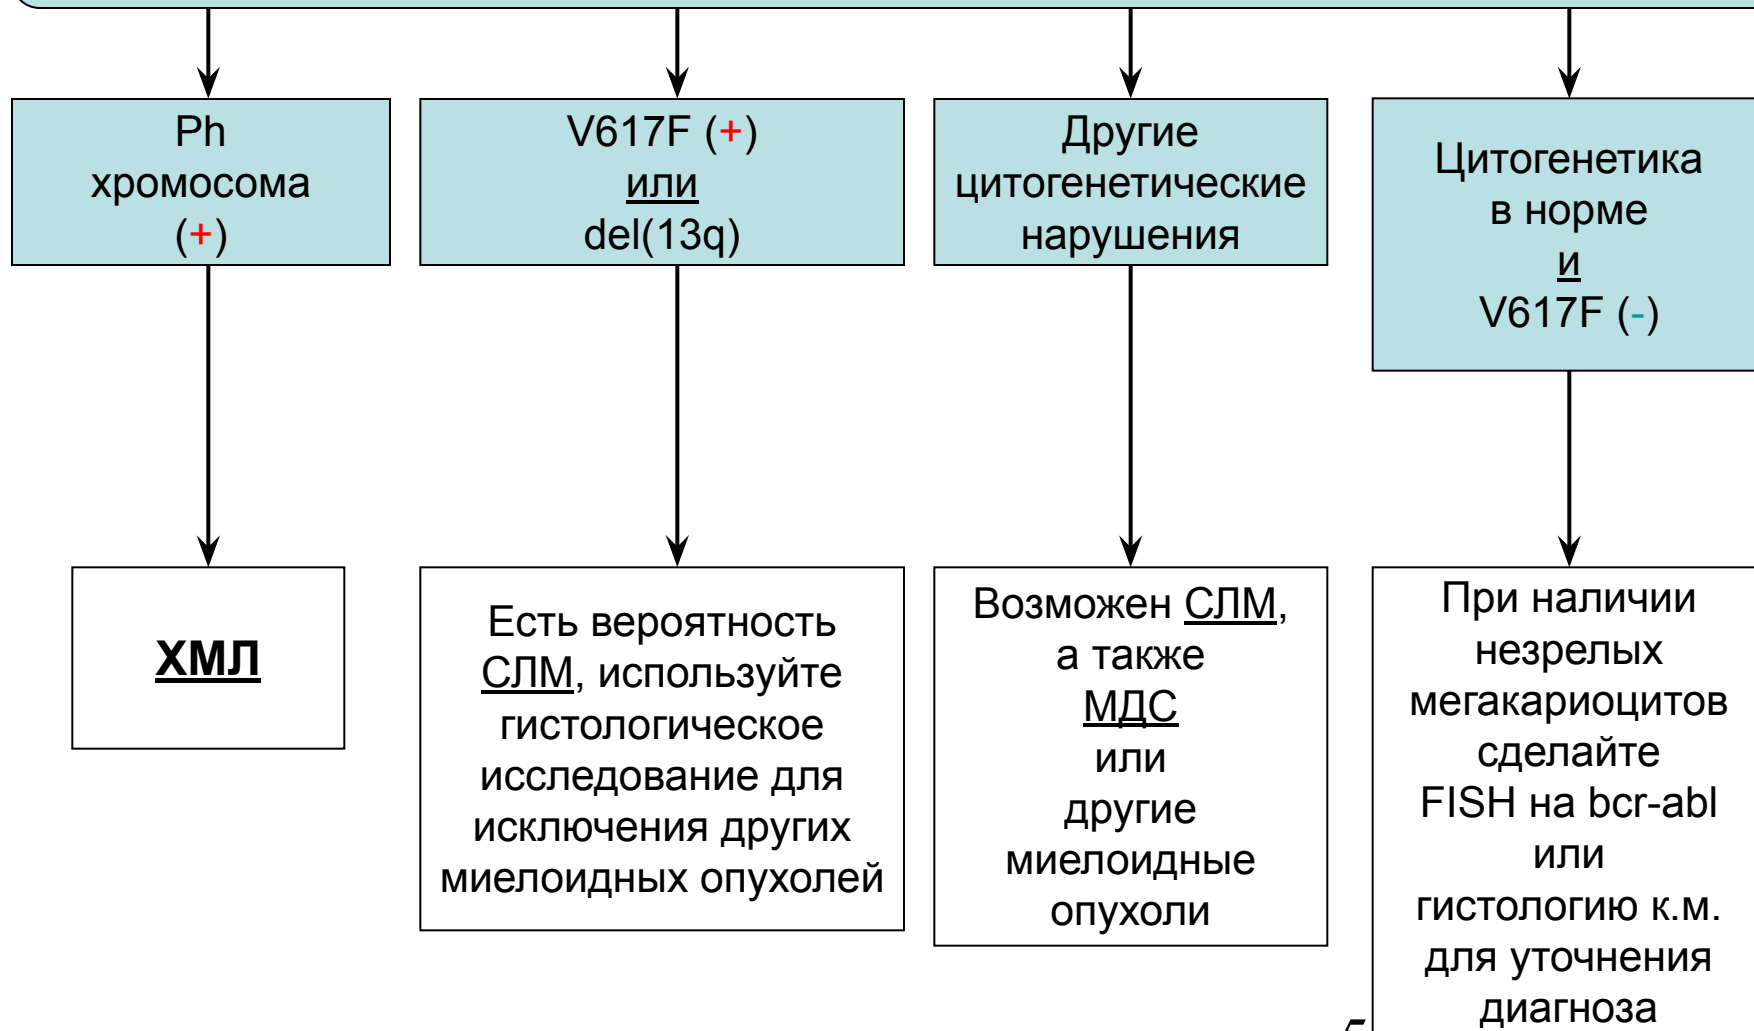 Ph
хромосома
(+)
V617F (+)
или
del(13q)
Другие
цитогенетические
нарушения
Цитогенетика
в норме
и
V617F (-)
ХМЛ
Есть вероятность
СЛМ, используйте
гистологическое
исследование для
исключения других
миелоидных опухолей
Возможен СЛМ,
а также
МДС
или
другие
миелоидные
опухоли
При наличии
незрелых
мегакариоцитов
сделайте
FISH на bcr-abl
или
гистологию к.м.
для уточнения
диагноза